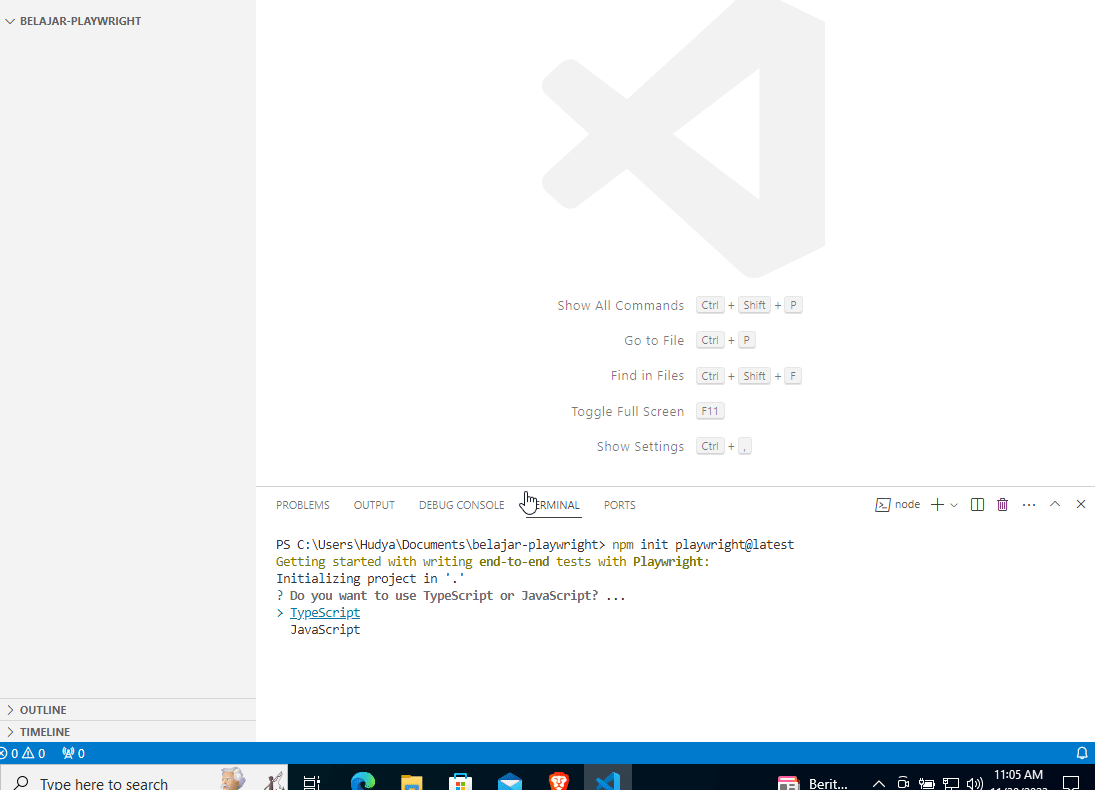 BELAJAR-PLAYWRIGHT
Show All Commands Ctrl + Shift + P
Go to File Ctrl + P
Find in Files Ctrl + Shift + F
Toggle Full Screen F11
Show Settings Ctrl + ,
PROBLEMS OUTPUT DEBUG CONSOLE TERMINAL PORTS node
PS C:\Users\Hudya\Documents\belajar-playwright> npm init playwright@latest
Getting started with writing end-to-end tests with Playwright:
Initializing project in '.'
? Do you want to use TypeScript or JavaScript? ...
> TypeScript
JavaScript
OUTLINE
TIMELINE
0 0 0
Type here to search Berit... 11:05 AM